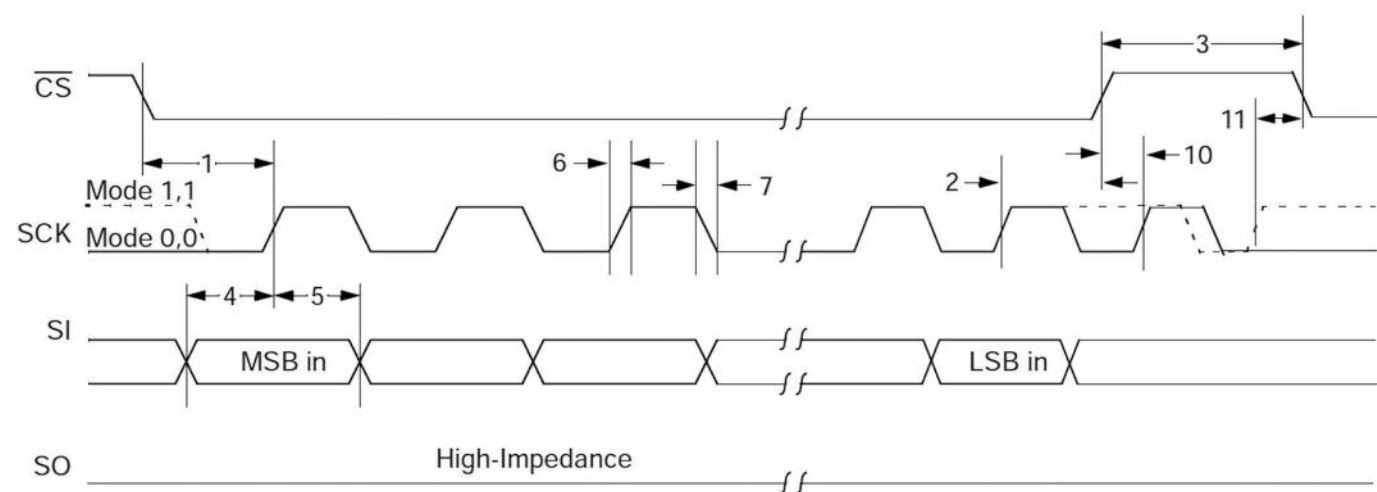 3
C̅S̅
11
1
6
7
2
10
Mode 1,1
SCK
Mode 0,0
4
5
SI
MSB in
LSB in
SO
High-Impedance